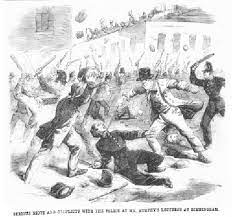 SERIOUS RIOTS AND CONFLICTS WITH THE POLICE AT MR. MURPHY'S LECTURES AT BIRMINGHAM.